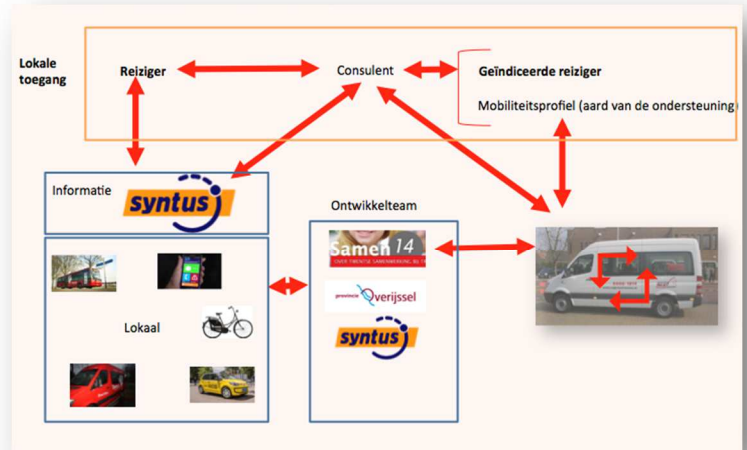 Lokale
toegang
Reiziger
Consulent
Geïndiceerde reiziger
Mobiliteitsprofiel (aard van de ondersteuning)
Informatie
syntus
Ontwikkelteam
Samen 14
provincie Overijssel
syntus
Lokaal